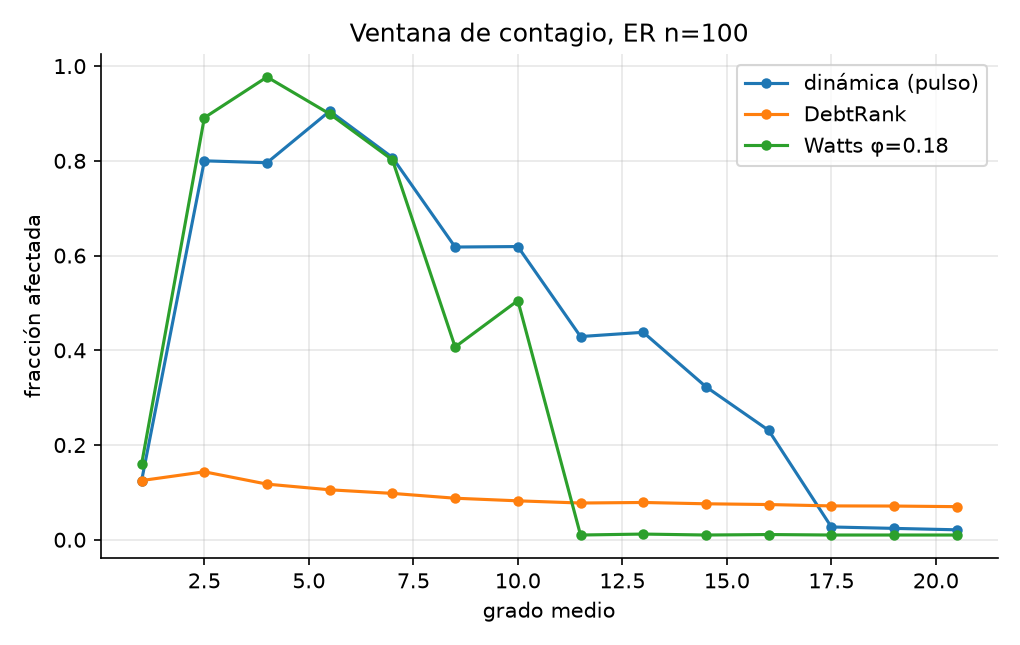 Ventana de contagio, ER n=100
dinámica (pulso)
DebtRank
Watts φ=0.18
fracción afectada
1.0
0.8
0.6
0.4
0.2
0.0
2.5 5.0 7.5 10.0 12.5 15.0 17.5 20.0
grado medio